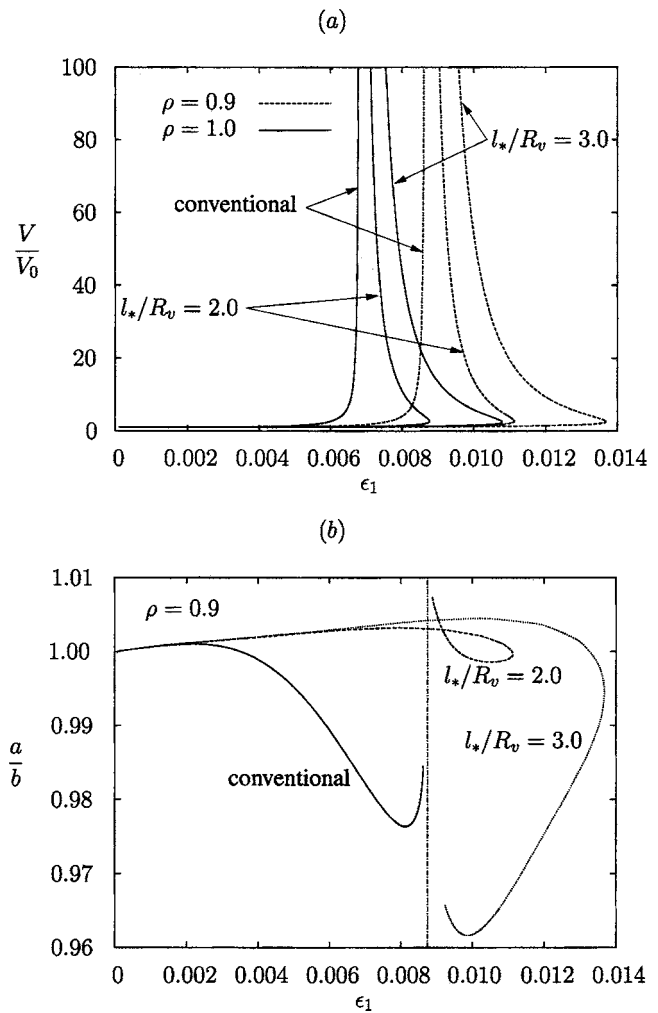 (a)
100
80
60
40
20
0
V
V₀
ρ = 0.9
ρ = 1.0
l*/Rᵥ = 3.0
conventional
l*/Rᵥ = 2.0
0 0.002 0.004 0.006 0.008 0.010 0.012 0.014
ϵ₁
(b)
1.01
1.00
0.99
0.98
0.97
0.96
a
b
ρ = 0.9
l*/Rᵥ = 2.0
l*/Rᵥ = 3.0
conventional
0 0.002 0.004 0.006 0.008 0.010 0.012 0.014
ϵ₁